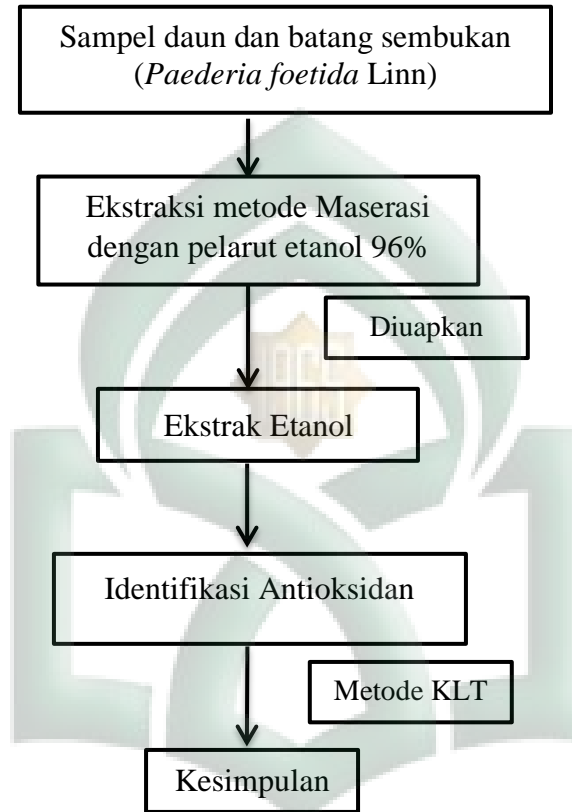 Sampel daun dan batang sembukan
(Paederia foetida Linn)
Ekstraksi metode Maserasi
dengan pelarut etanol 96%
Diuapkan
1965
Ekstrak Etanol
Identifikasi Antioksidan
Metode KLT
Kesimpulan